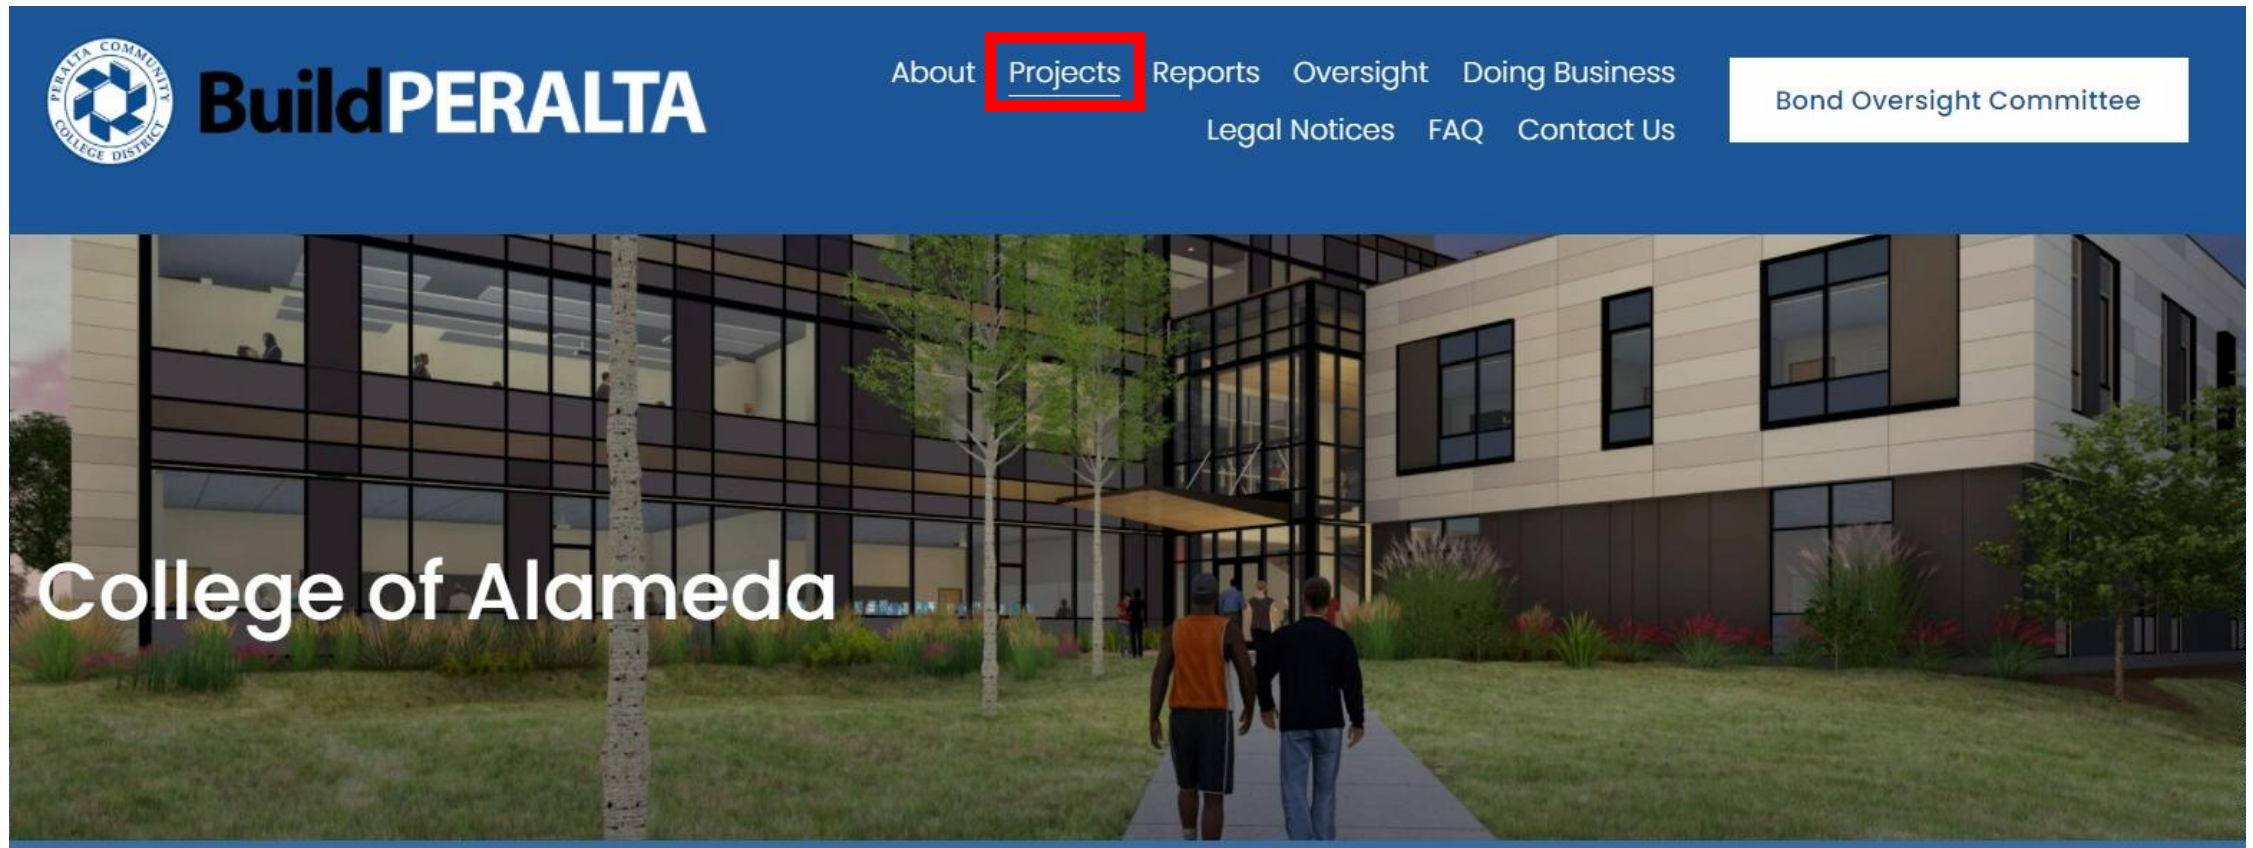 PERALTA COMMUNITY
COLLEGE DISTRICT
BuildPERALTA
About Projects Reports Oversight Doing Business
Legal Notices FAQ Contact Us
Bond Oversight Committee
College of Alameda